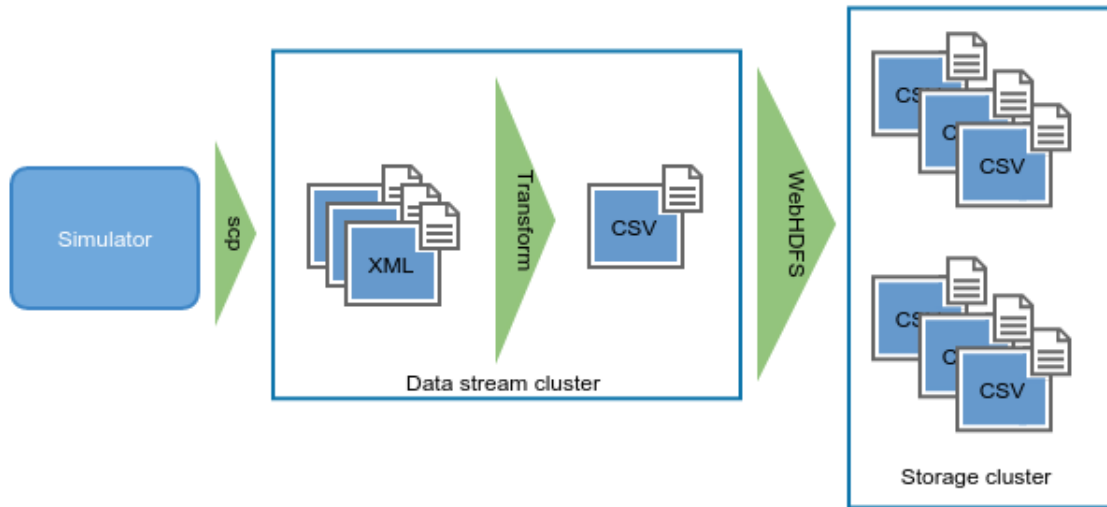 Simulator
scp
XML
Transform
CSV
Data stream cluster
WebHDFS
CSV
CSV
Storage cluster